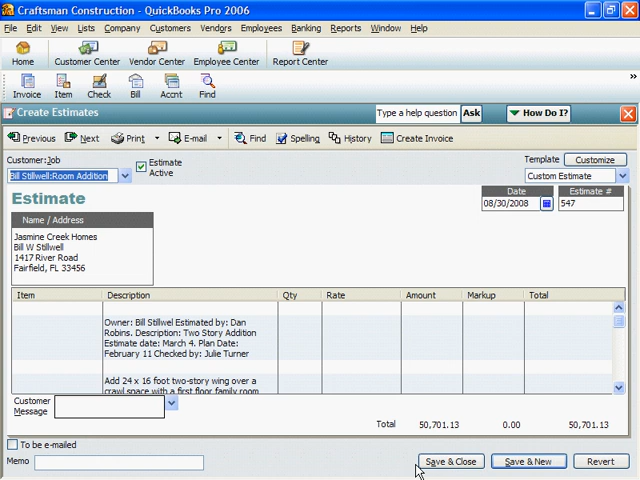 Craftsman Construction - QuickBooks Pro 2006
File Edit View Lists Company Customers Vendors Employees Banking Reports Window Help
Home Customer Center Vendor Center Employee Center Report Center
Invoice Item Check Bill Accnt Find
Create Estimates Type a help question Ask How Do I?
Previous Next Print E-mail Find Spelling History Create Invoice
Customer:Job Estimate Active Template Customize
Bill Stillwell:Room Addition Custom Estimate
Estimate Date Estimate #
08/30/2008 547
Name / Address
Jasmine Creek Homes
Bill W Stillwell
1417 River Road
Fairfield, FL 33456
Item Description Qty Rate Amount Markup Total
Owner: Bill Stillwel Estimated by: Dan
Robins. Description: Two Story Addition
Estimate date: March 4. Plan Date:
February 11 Checked by: Julie Turner
Add 24 x 16 foot two-story wing over a
crawl space with a first floor family room
Customer Message
Total 50,701.13 0.00 50,701.13
To be e-mailed
Memo Save & Close Save & New Revert